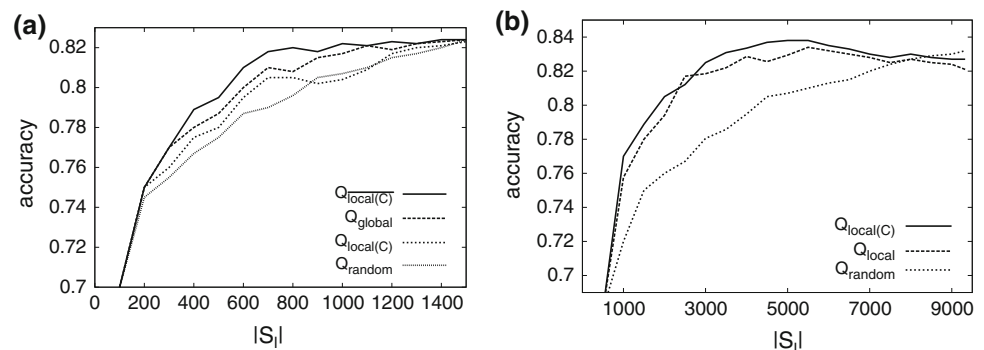 (a)
accuracy
0.82
0.8
0.78
0.76
0.74
0.72
0.7
0 200 400 600 800 1000 1200 1400
|S_l|
Q_local(C)
Q_global
Q_local(C)
Q_random
(b)
accuracy
0.84
0.82
0.8
0.78
0.76
0.74
0.72
0.7
1000 3000 5000 7000 9000
|S_l|
Q_local(C)
Q_local
Q_random